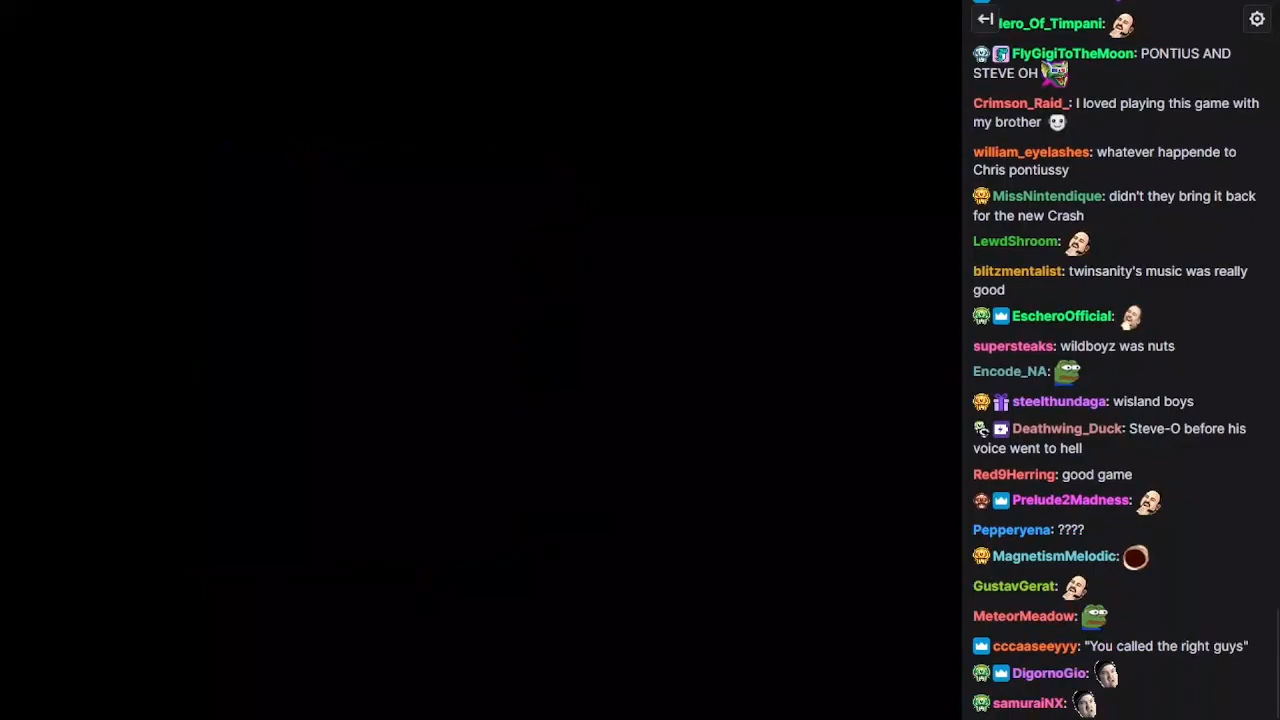 lero_Of_Timpani:
FlyGigiToTheMoon: PONTIUS AND
STEVE OH
Crimson_Raid_: I loved playing this game with
my brother
william_eyelashes: whatever happende to
Chris pontiussy
MissNintendique: didn't they bring it back
for the new Crash
LewdShroom:
blitzmentalist: twinsanity's music was really
good
EscheroOfficial:
supersteaks: wildboyz was nuts
Encode_NA:
steelthundaga: wisland boys
Deathwing_Duck: Steve-O before his
voice went to hell
Red9Herring: good game
Prelude2Madness:
Pepperyena: ????
MagnetismMelodic:
GustavGerat:
MeteorMeadow:
cccaaseeyyy: "You called the right guys"
DigornoGio:
samuraiNX: